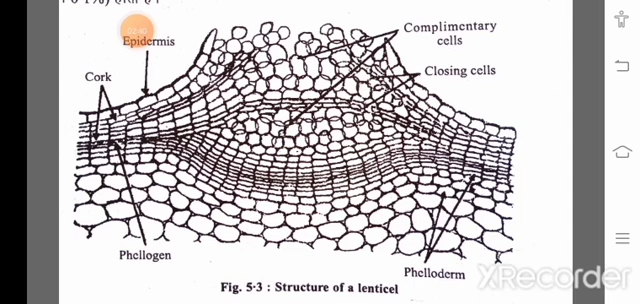 Epidermis
Complimentary
cells
Cork
Closing cells
Phellogen
Phelloderm
Fig. 5·3 : Structure of a lenticel
XRecorder